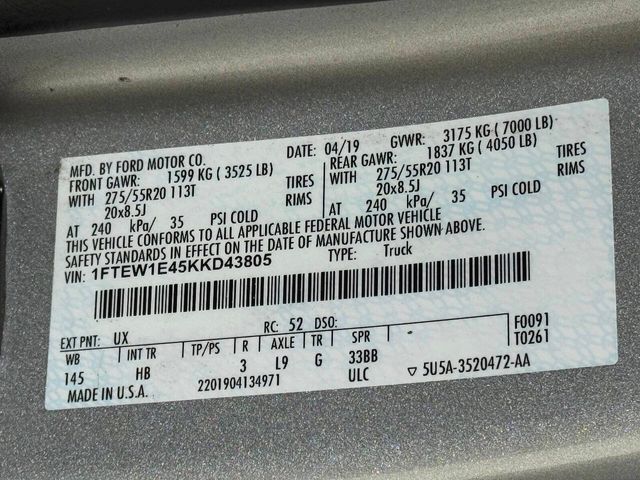 MFD. BY FORD MOTOR CO. DATE: 04/19 GVWR: 3175 KG ( 7000 LB)
FRONT GAWR: 1599 KG ( 3525 LB) REAR GAWR: 1837 KG ( 4050 LB)
WITH 275/55R20 113T TIRES WITH 275/55R20 113T TIRES
20x8.5J RIMS 20x8.5J RIMS
AT 240 kPa/ 35 PSI COLD AT 240 kPa/ 35 PSI COLD
THIS VEHICLE CONFORMS TO ALL APPLICABLE FEDERAL MOTOR VEHICLE
SAFETY STANDARDS IN EFFECT ON THE DATE OF MANUFACTURE SHOWN ABOVE.
VIN: 1FTEW1E45KKD43805 TYPE: Truck
F0091
T0261
EXT PNT: UX RC: 52 DSO:
WB INT TR TP/PS R AXLE TR SPR
145 HB 3 L9 G 33BB
MADE IN U.S.A. 2201904134971 ULC ▽ 5U5A-3520472-AA